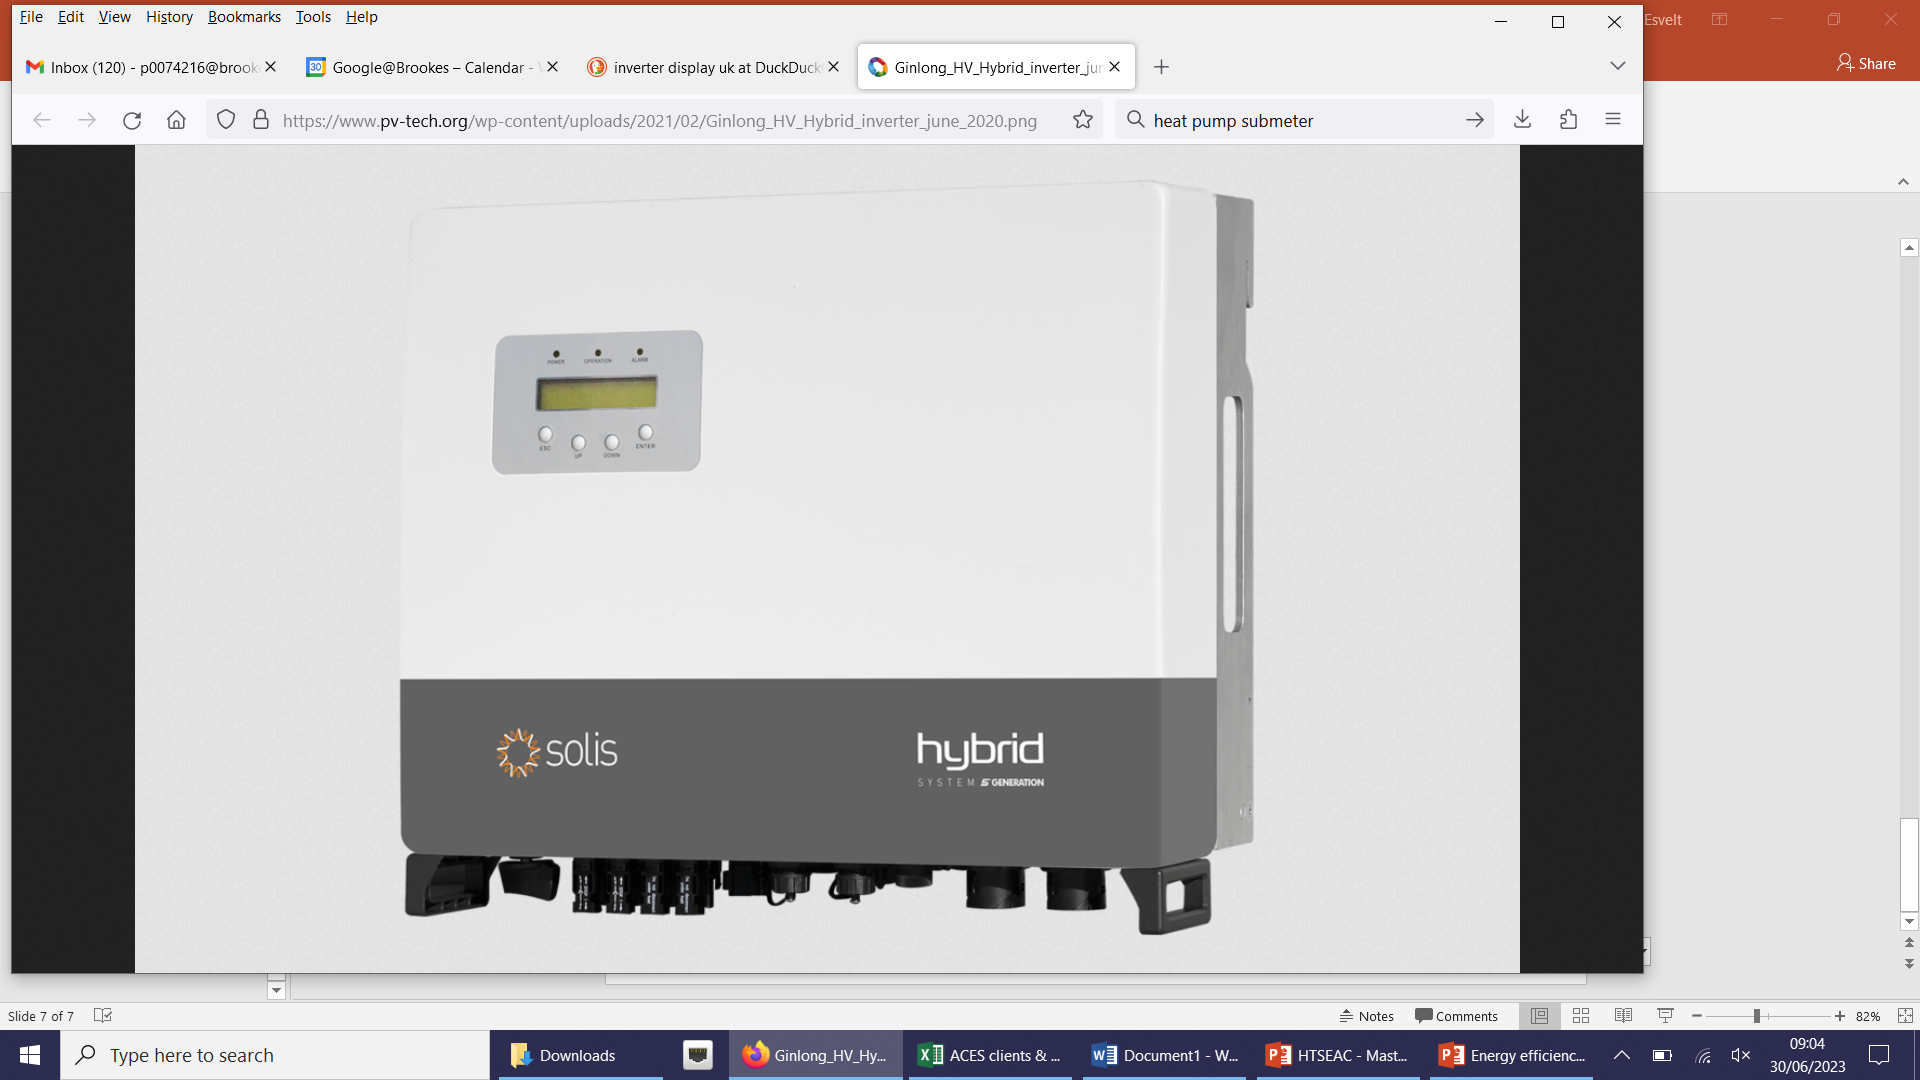 File Edit View History Bookmarks Tools Help
Esvelt
Inbox (120) - p0074216@brook
Google@Brookes – Calendar -
inverter display uk at DuckDuck
Ginlong_HV_Hybrid_inverter_jun
Share
https://www.pv-tech.org/wp-content/uploads/2021/02/Ginlong_HV_Hybrid_inverter_june_2020.png
heat pump submeter
POWER OPERATION ALARM
ESC UP DOWN ENTER
solis
hybrid
SYSTEM 5 GENERATION
Slide 7 of 7
Notes
Comments
82%
Type here to search
Downloads
Ginlong_HV_Hy...
ACES clients & ...
Document1 - W...
HTSEAC - Mast...
Energy efficienc...
09:04
30/06/2023